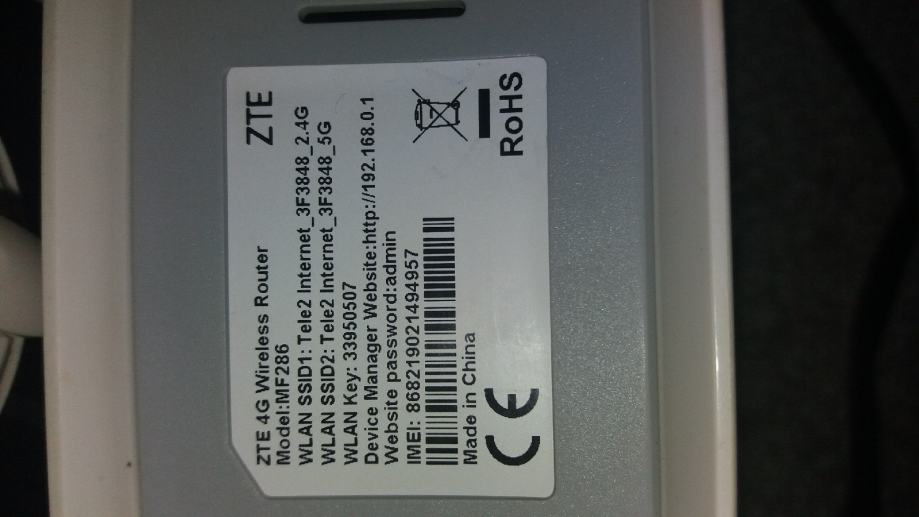 ZTE
ZTE 4G Wireless Router
Model:MF286
WLAN SSID1: Tele2 Internet_3F3848_2.4G
WLAN SSID2: Tele2 Internet_3F3848_5G
WLAN Key: 33950507
Device Manager Website:http://192.168.0.1
Website password:admin
IMEI: 868219021494957
Made in China
CE
RoHS